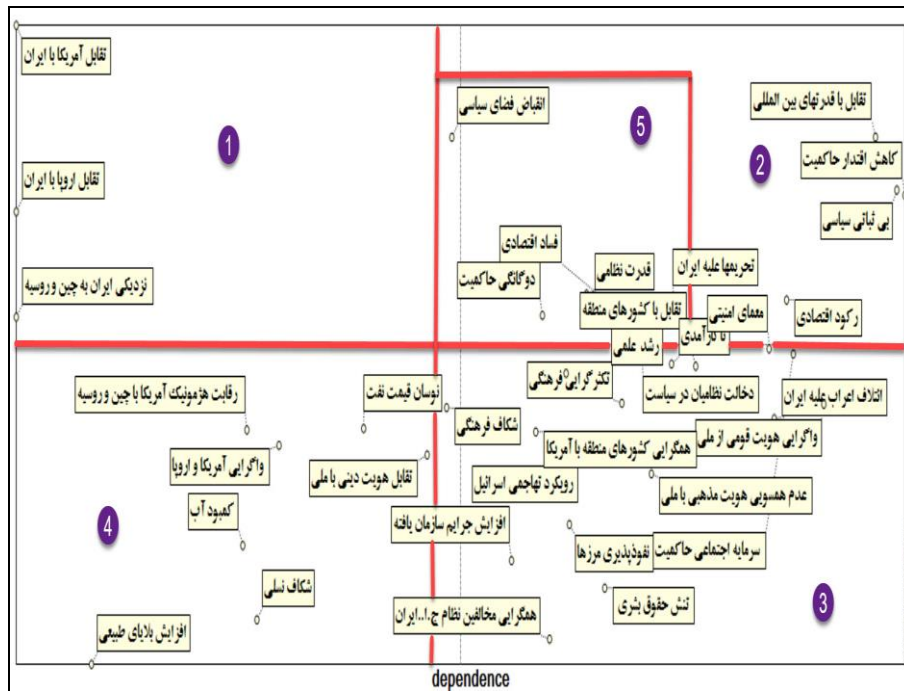 تقابل آمریکا با ایران
انقباض فضای سیاسی
تقابل با قدرتهای بین المللی
5
1
کاهش اقتدار حاکمیت
2
تقابل اروپا با ایران
بی ثباتی سیاسی
فساد اقتصادی
قدرت نظامی
تحریمها علیه ایران
دوگانگی حاکمیت
نزدیکی ایران به چین و روسیه
تقابل با کشورهای منطقه
معمای امنیتی
رکود اقتصادی
رشد علمی
تکثرگرایی فرهنگی
دخالت نظامیان در سیاست
ائتلاف اعراب علیه ایران
رقابت هژمونیک آمریکا با چین و روسیه
نوسان قیمت نفت
شکاف فرهنگی
واگرایی هویت قومی از ملی
واگرایی آمریکا و اروپا
همگرایی کشورهای منطقه با آمریکا
تقابل هویت دینی با ملی
رویکرد تهاجمی اسرائیل
عدم همسویی هویت مذهبی با ملی
کمبود آب
4
افزایش جرایم سازمان یافته
نفوذپذیری مرزها
سرمایه اجتماعی حاکمیت
شکاف نسلی
تنش حقوق بشری
3
همگرایی مخالفین نظام ج.ا..ایران
افزایش بلایای طبیعی
dependence